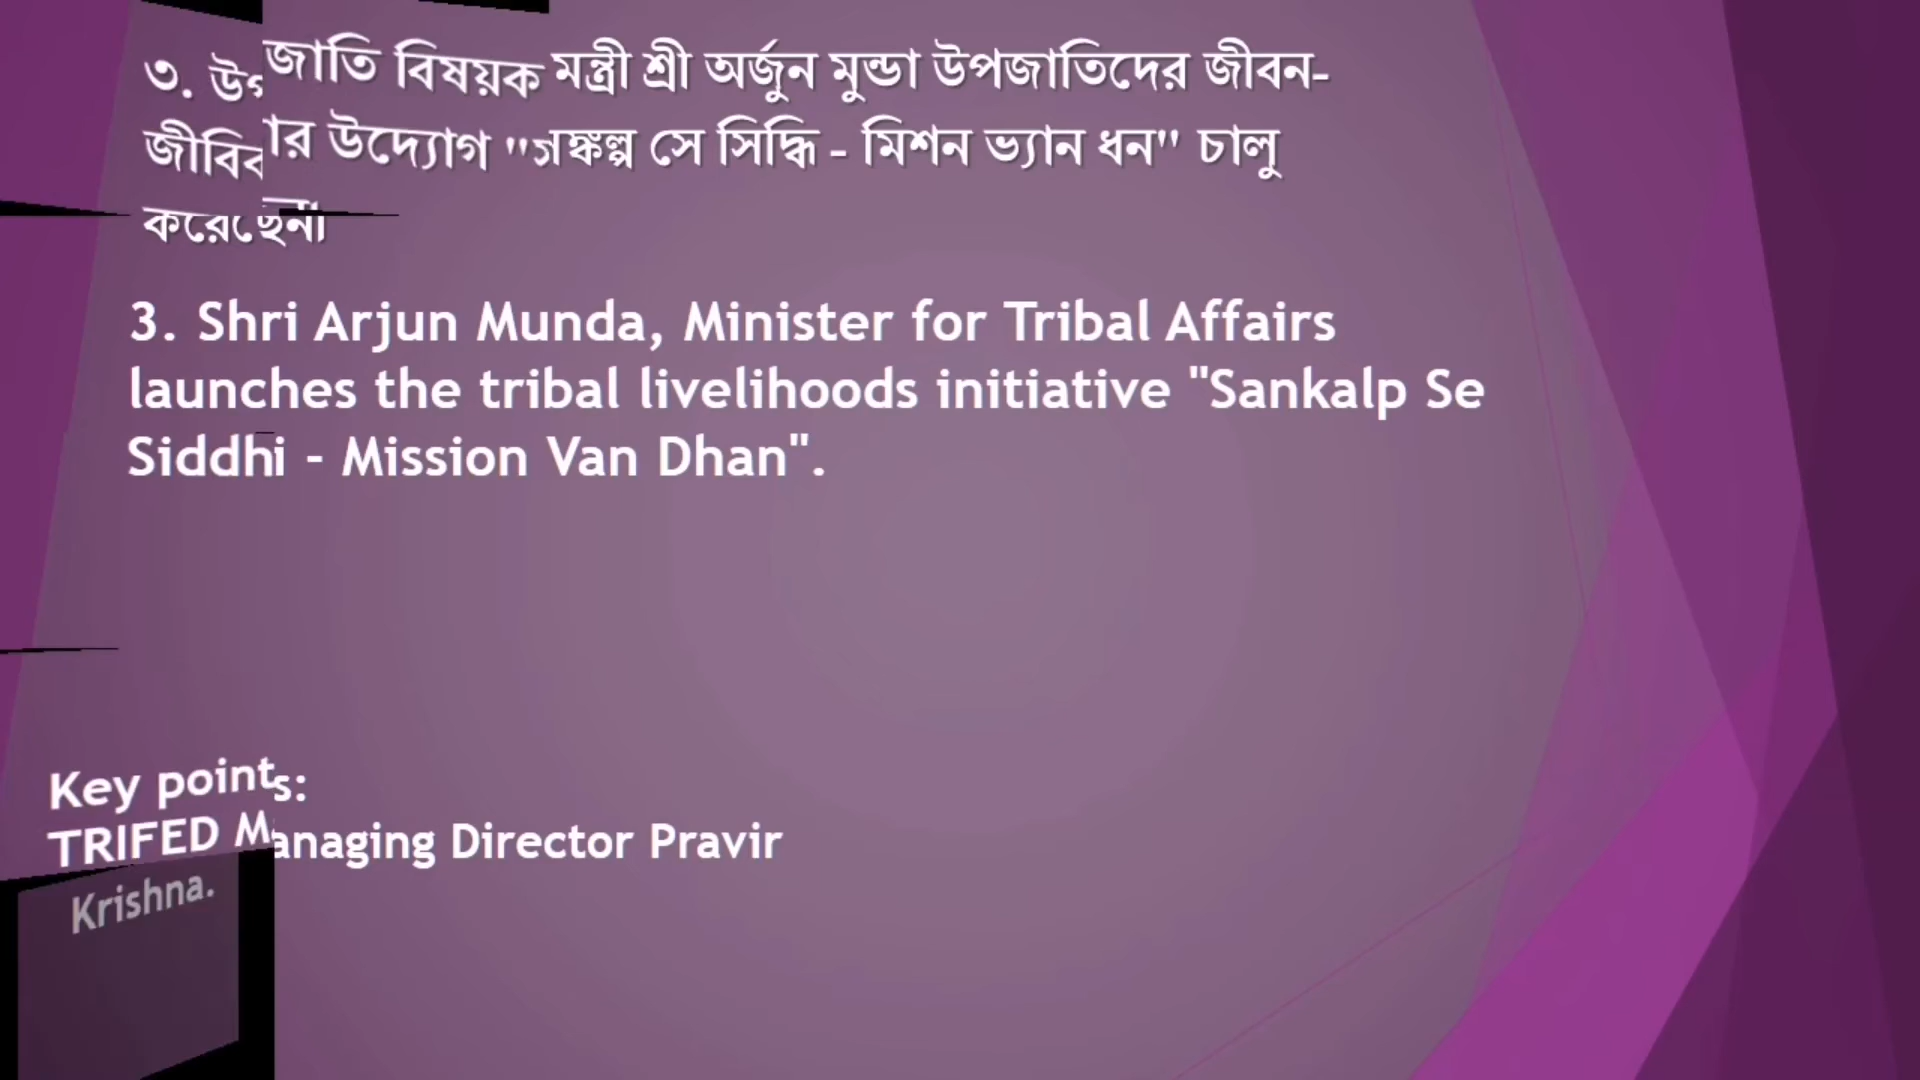 ৩. উপজাতি বিষয়ক মন্ত্রী শ্রী অর্জুন মুন্ডা উপজাতিদের জীবন-
জীবিকার উদ্যোগ "সঙ্কল্প সে সিদ্ধি - মিশন ভ্যান ধন" চালু
করেছেন।
3. Shri Arjun Munda, Minister for Tribal Affairs
launches the tribal livelihoods initiative "Sankalp Se
Siddhi - Mission Van Dhan".
Key points:
TRIFED Managing Director Pravir
Krishna.